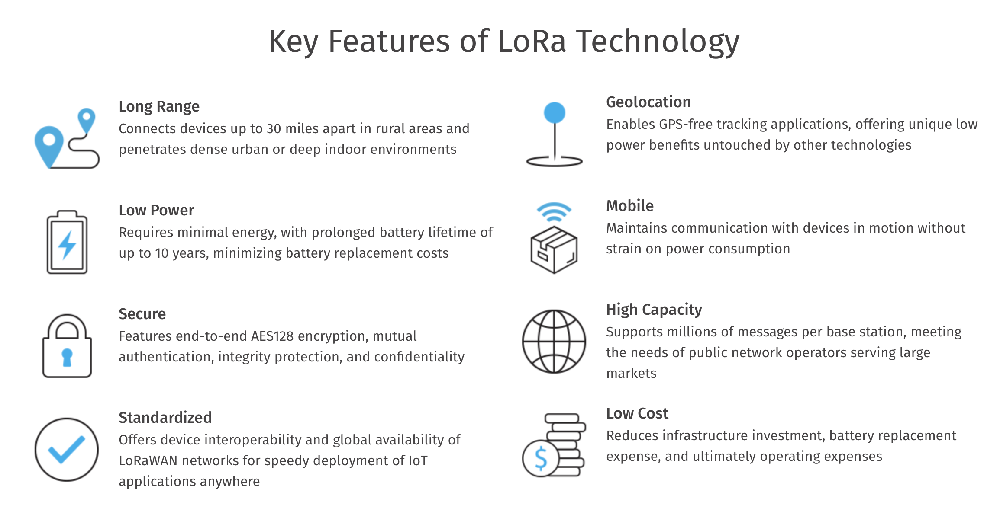 Key Features of LoRa Technology
Long Range
Connects devices up to 30 miles apart in rural areas and
penetrates dense urban or deep indoor environments
Low Power
Requires minimal energy, with prolonged battery lifetime of
up to 10 years, minimizing battery replacement costs
Secure
Features end-to-end AES128 encryption, mutual
authentication, integrity protection, and confidentiality
Standardized
Offers device interoperability and global availability of
LoRaWAN networks for speedy deployment of IoT
applications anywhere
Geolocation
Enables GPS-free tracking applications, offering unique low
power benefits untouched by other technologies
Mobile
Maintains communication with devices in motion without
strain on power consumption
High Capacity
Supports millions of messages per base station, meeting
the needs of public network operators serving large
markets
Low Cost
Reduces infrastructure investment, battery replacement
expense, and ultimately operating expenses
$